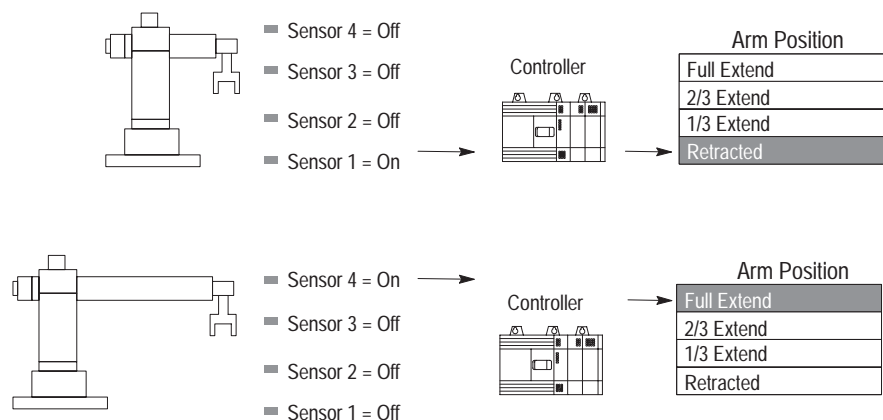 Sensor 4 = Off
Sensor 3 = Off
Sensor 2 = Off
Sensor 1 = On
Controller
Arm Position
Full Extend
2/3 Extend
1/3 Extend
Retracted
Sensor 4 = On
Sensor 3 = Off
Sensor 2 = Off
Sensor 1 = Off
Controller
Arm Position
Full Extend
2/3 Extend
1/3 Extend
Retracted